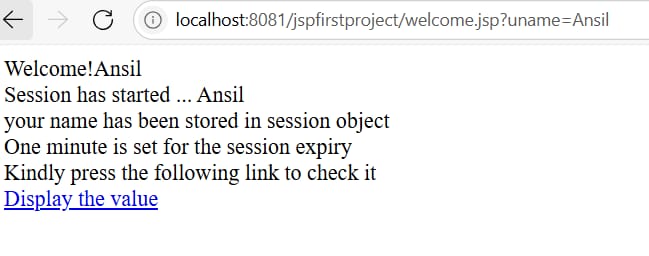 localhost:8081/jspfirstproject/welcome.jsp?uname=Ansil
Welcome!Ansil
Session has started ... Ansil
your name has been stored in session object
One minute is set for the session expiry
Kindly press the following link to check it
Display the value